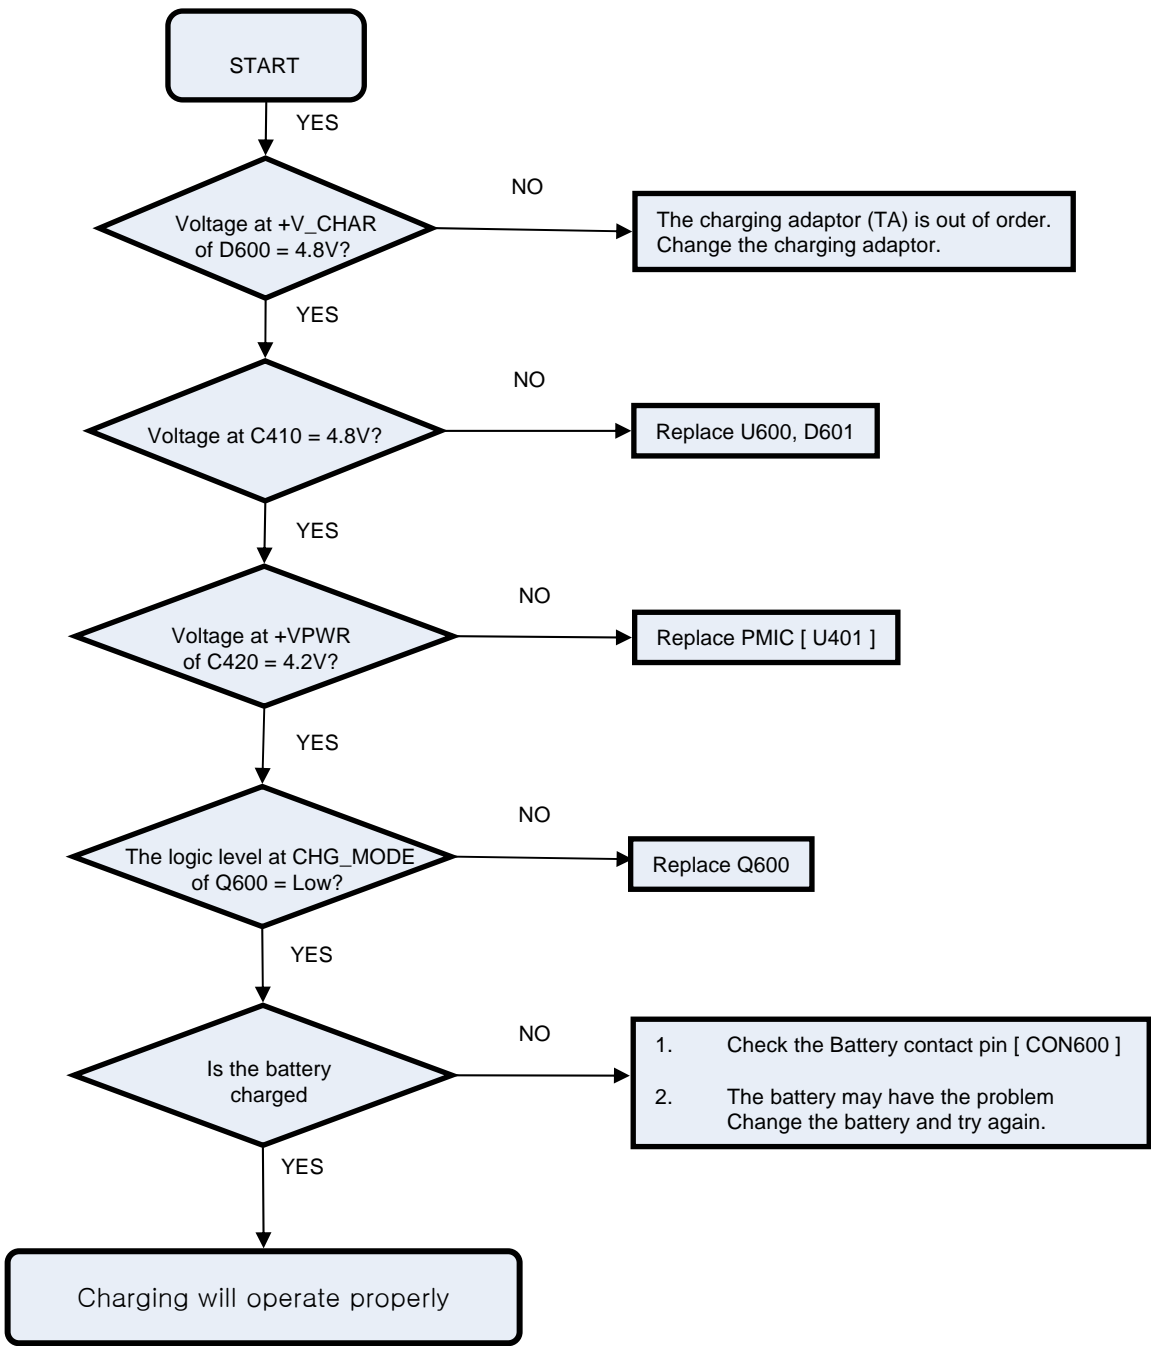 START
YES
Voltage at +V_CHAR
of D600 = 4.8V?
NO
The charging adaptor (TA) is out of order.
Change the charging adaptor.
YES
Voltage at C410 = 4.8V?
NO
Replace U600, D601
YES
Voltage at +VPWR
of C420 = 4.2V?
NO
Replace PMIC [ U401 ]
YES
The logic level at CHG_MODE
of Q600 = Low?
NO
Replace Q600
YES
Is the battery
charged
NO
1. Check the Battery contact pin [ CON600 ]
2. The battery may have the problem
Change the battery and try again.
YES
Charging will operate properly